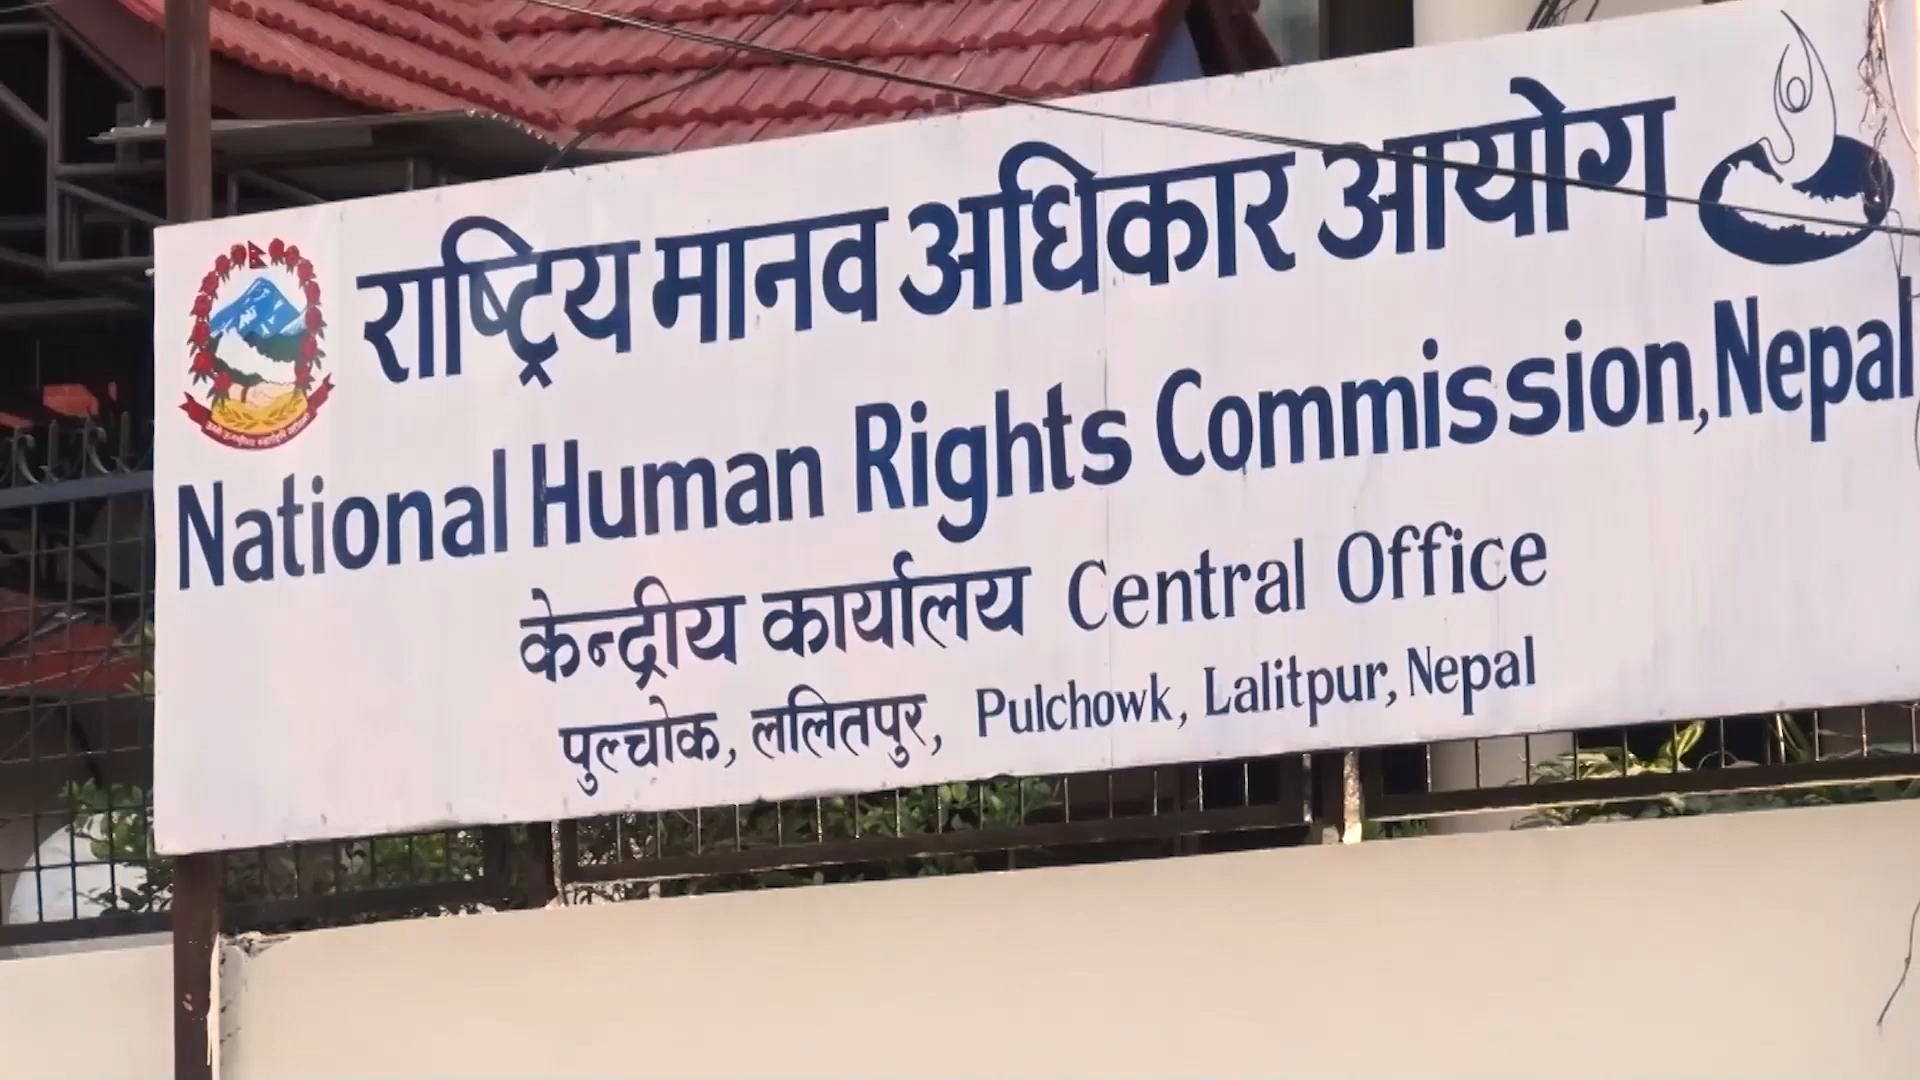 राष्ट्रिय मानव अधिकार आयोग
National Human Rights Commission, Nepal
केन्द्रीय कार्यालय Central Office
पुल्चोक, ललितपुर, Pulchowk, Lalitpur, Nepal